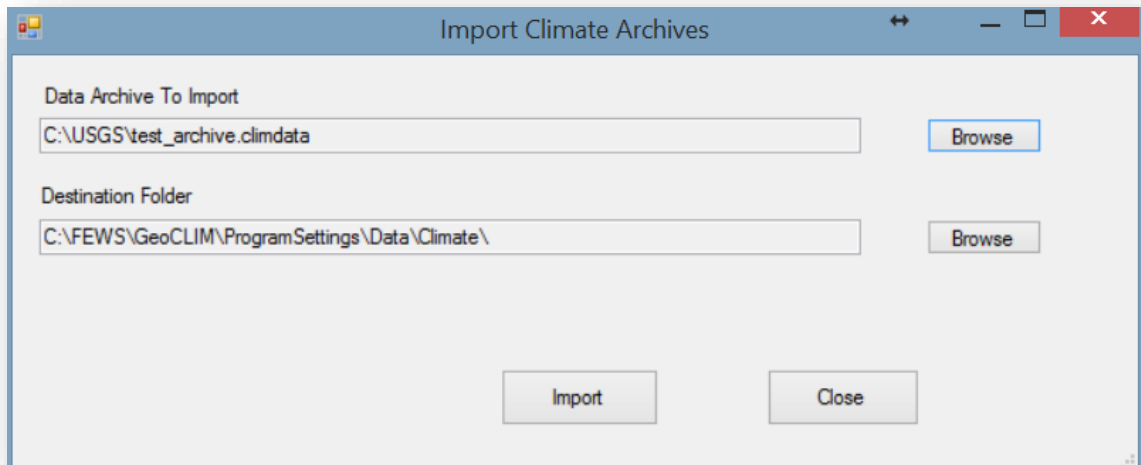 Import Climate Archives
Data Archive To Import
C:\USGS\test_archive.climdata
Browse
Destination Folder
C:\FEWS\GeoCLIM\ProgramSettings\Data\Climate\
Browse
Import
Close